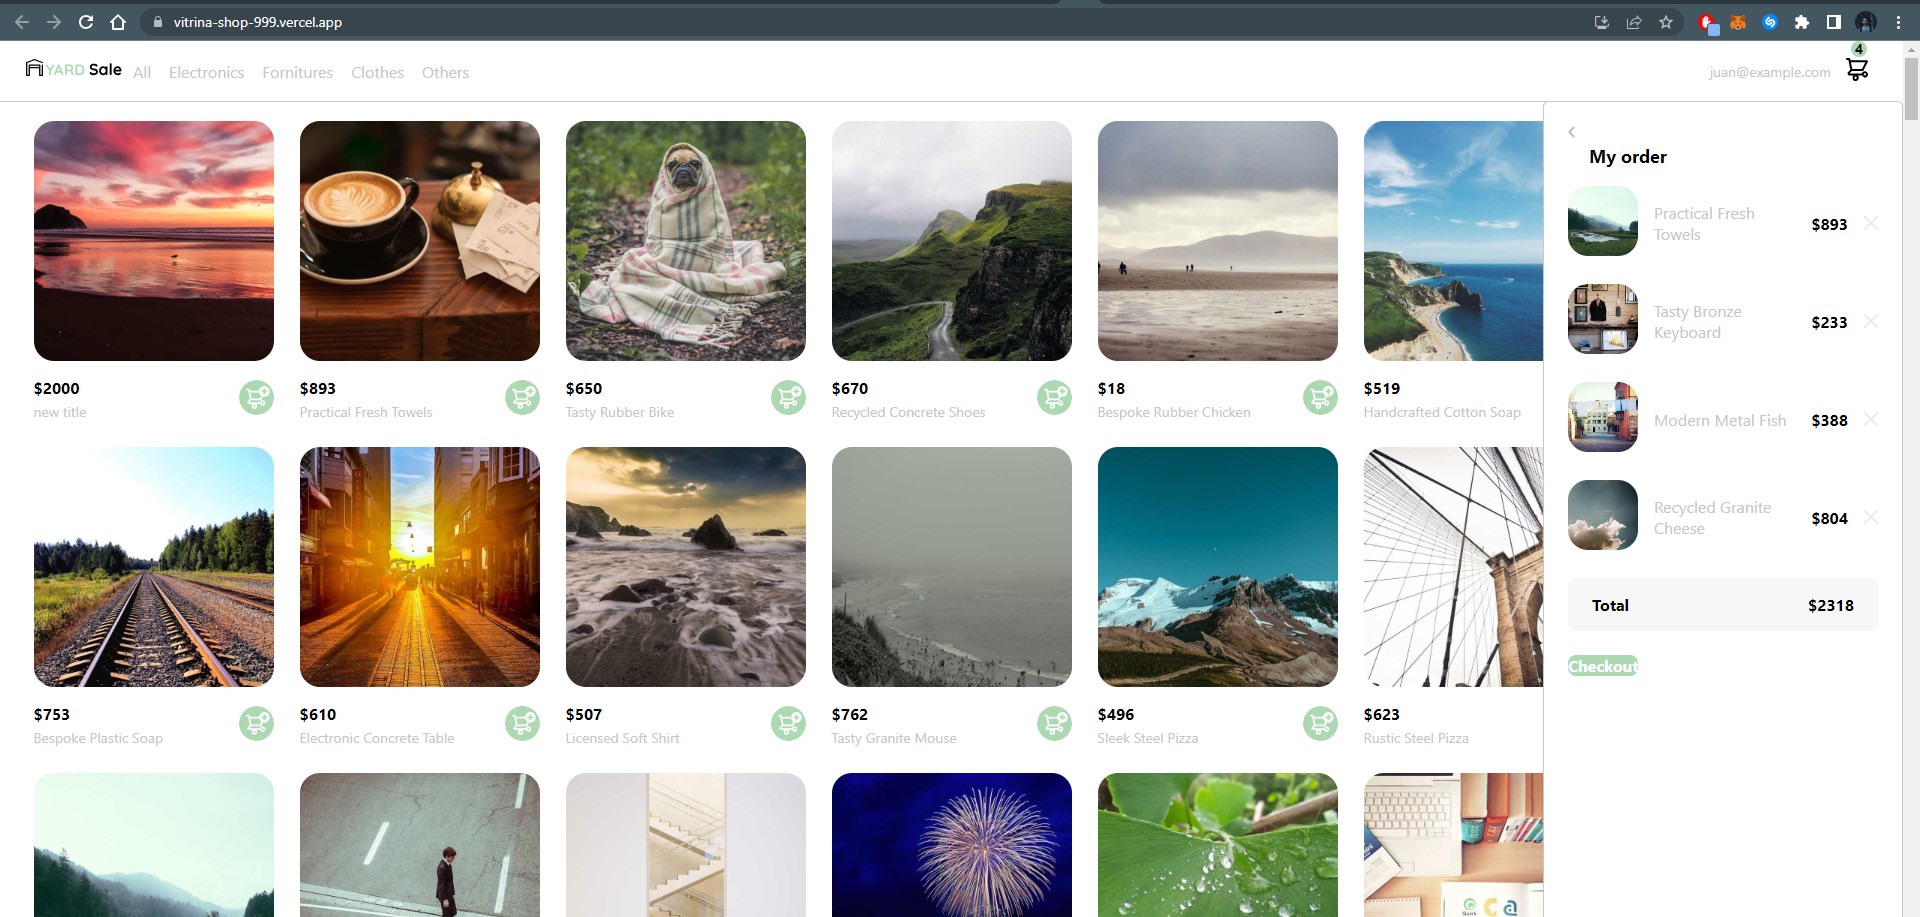 vitrina-shop-999.vercel.app
YARD Sale All Electronics Fornitures Clothes Others juan@example.com 4
$2000
new title
$893
Practical Fresh Towels
$650
Tasty Rubber Bike
$670
Recycled Concrete Shoes
$18
Bespoke Rubber Chicken
$519
Handcrafted Cotton Soap
$753
Bespoke Plastic Soap
$610
Electronic Concrete Table
$507
Licensed Soft Shirt
$762
Tasty Granite Mouse
$496
Sleek Steel Pizza
$623
Rustic Steel Pizza
My order
Practical Fresh
Towels
$893
Tasty Bronze
Keyboard
$233
Modern Metal Fish
$388
Recycled Granite
Cheese
$804
Total $2318
Checkout